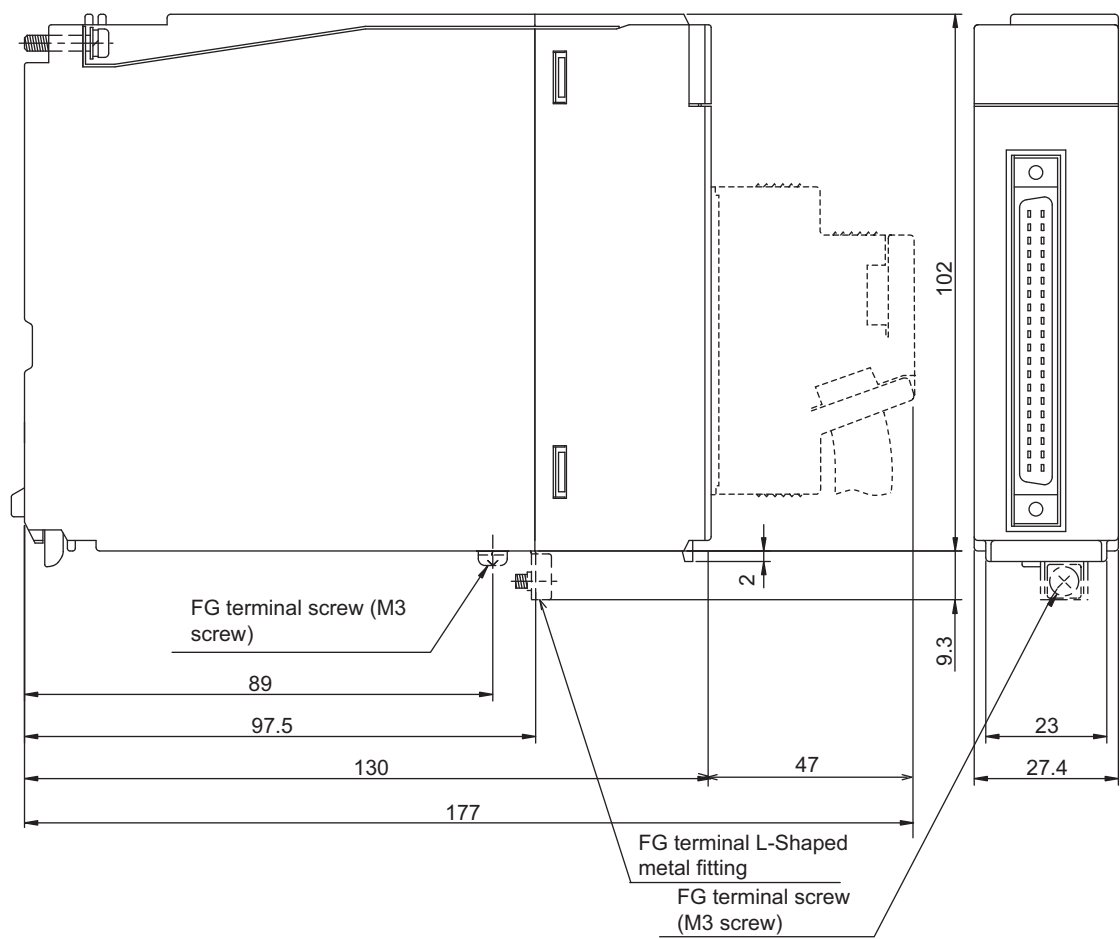 102
2
9.3
FG terminal screw (M3
screw)
89
97.5
130
47
177
23
27.4
FG terminal L-Shaped
metal fitting
FG terminal screw
(M3 screw)